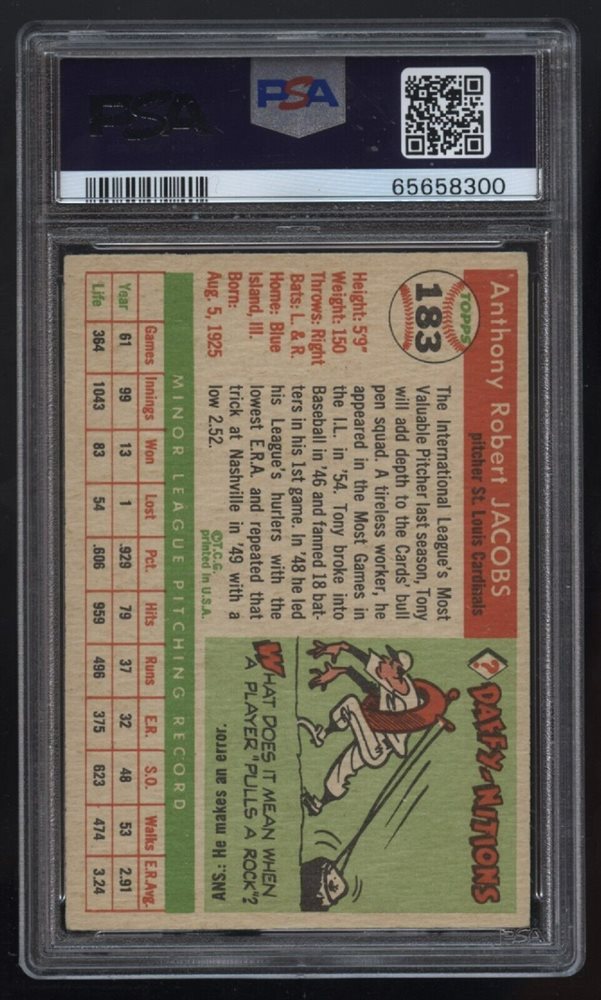 PSA
PSA
65658300
TOPPS
183
Anthony Robert JACOBS
pitcher St. Louis Cardinals
Height: 5'9"
Weight: 150
Throws: Right
Bats: L. & R.
Home: Blue
Island, Ill.
Born:
Aug. 5, 1925
The International League's Most
Valuable Pitcher last season, Tony
will add depth to the Cards' bull
pen squad. A tireless worker, he
appeared in the Most Games in
the I.L. in '54. Tony broke into
Baseball in '46 and fanned 18 bat-
ters in his 1st game. In '48 he led
his League's hurlers with the
lowest E.R.A. and repeated that
trick at Nashville in '49 with a
low 2.52.
©T.C.G.
printed in U.S.A.
?
DAFFY-NITIONS
WHAT DOES IT MEAN WHEN
A PLAYER "PULLS A ROCK"?
ANS.: He makes an error.
MINOR LEAGUE PITCHING RECORD
Games Innings Won Lost Pct. Hits Runs E.R. S.O. Walks E.R.Avg.
Year 61 99 13 1 .929 79 37 32 48 53 2.91
Life 364 1043 83 54 .606 959 496 375 623 474 3.24
PSA